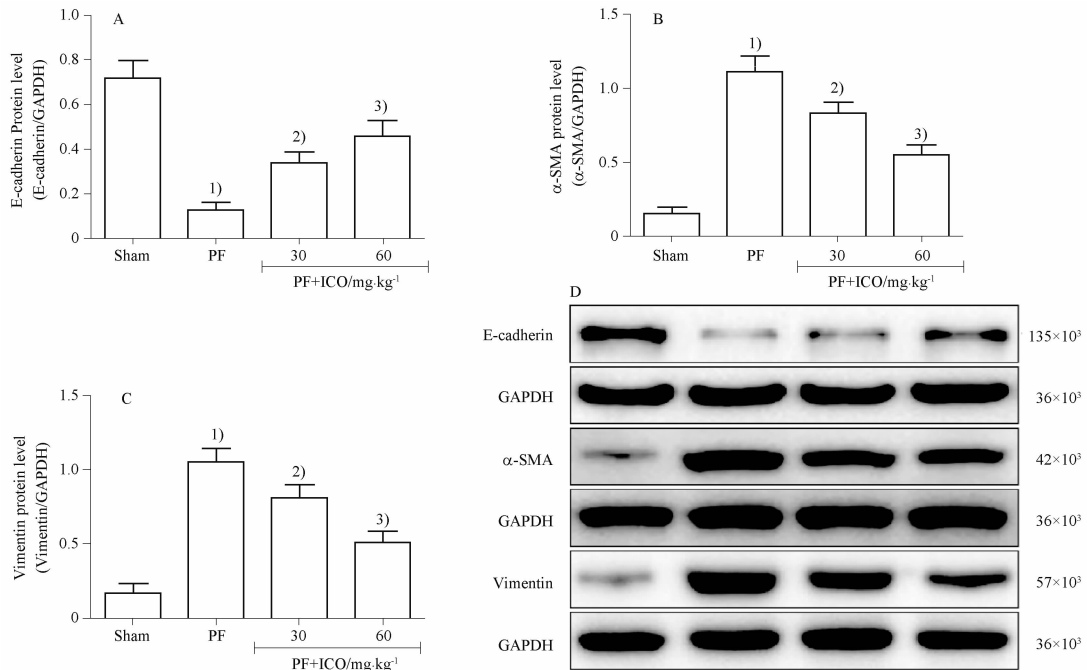 A
E-cadherin Protein level
(E-cadherin/GAPDH)
1.0
0.8
0.6
0.4
0.2
0
1)
2)
3)
Sham PF 30 60
PF+ICO/mg·kg⁻¹
B
α-SMA protein level
(α-SMA/GAPDH)
1.5
1.0
0.5
0
1)
2)
3)
Sham PF 30 60
PF+ICO/mg·kg⁻¹
C
Vimentin protein level
(Vimentin/GAPDH)
1.5
1.0
0.5
0
1)
2)
3)
Sham PF 30 60
PF+ICO/mg·kg⁻¹
D
E-cadherin 135×10³
GAPDH 36×10³
α-SMA 42×10³
GAPDH 36×10³
Vimentin 57×10³
GAPDH 36×10³